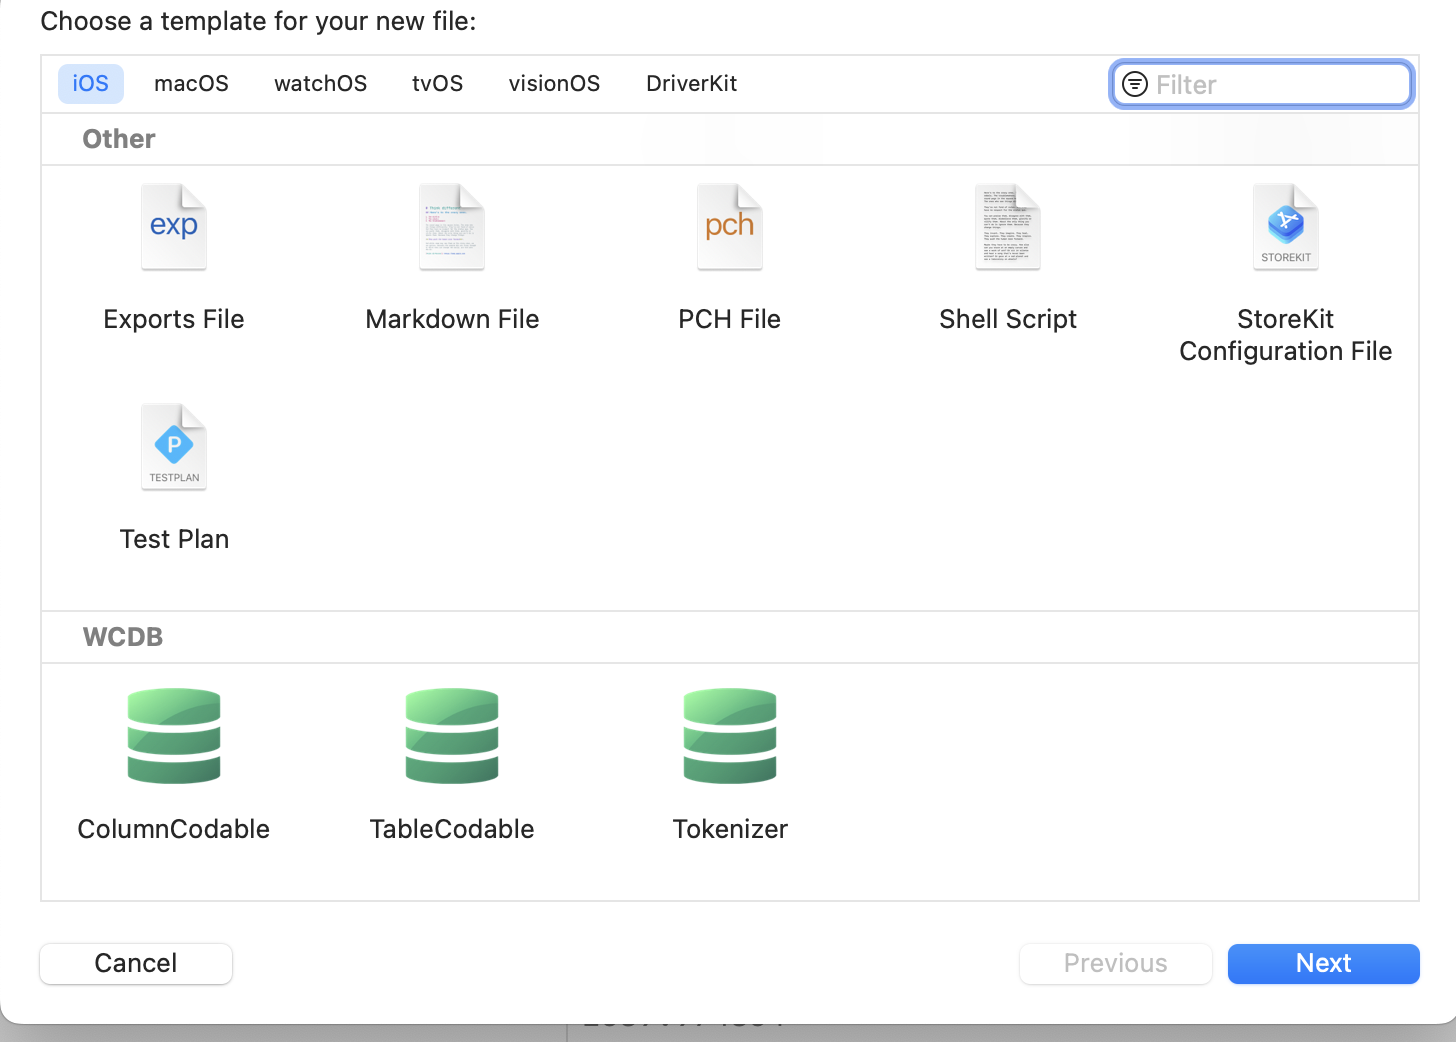 Choose a template for your new file:
iOS macOS watchOS tvOS visionOS DriverKit Filter
Other
exp pch STOREKIT
Exports File Markdown File PCH File Shell Script StoreKit
Configuration File
P
TESTPLAN
Test Plan
WCDB
ColumnCodable TableCodable Tokenizer
Cancel Previous Next